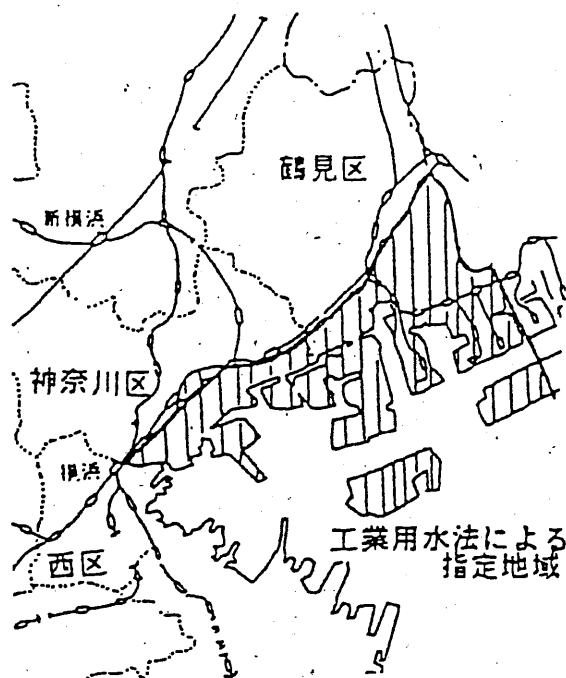 鶴見区
新横浜
神奈川区
横浜
西区
工業用水法による
指定地域